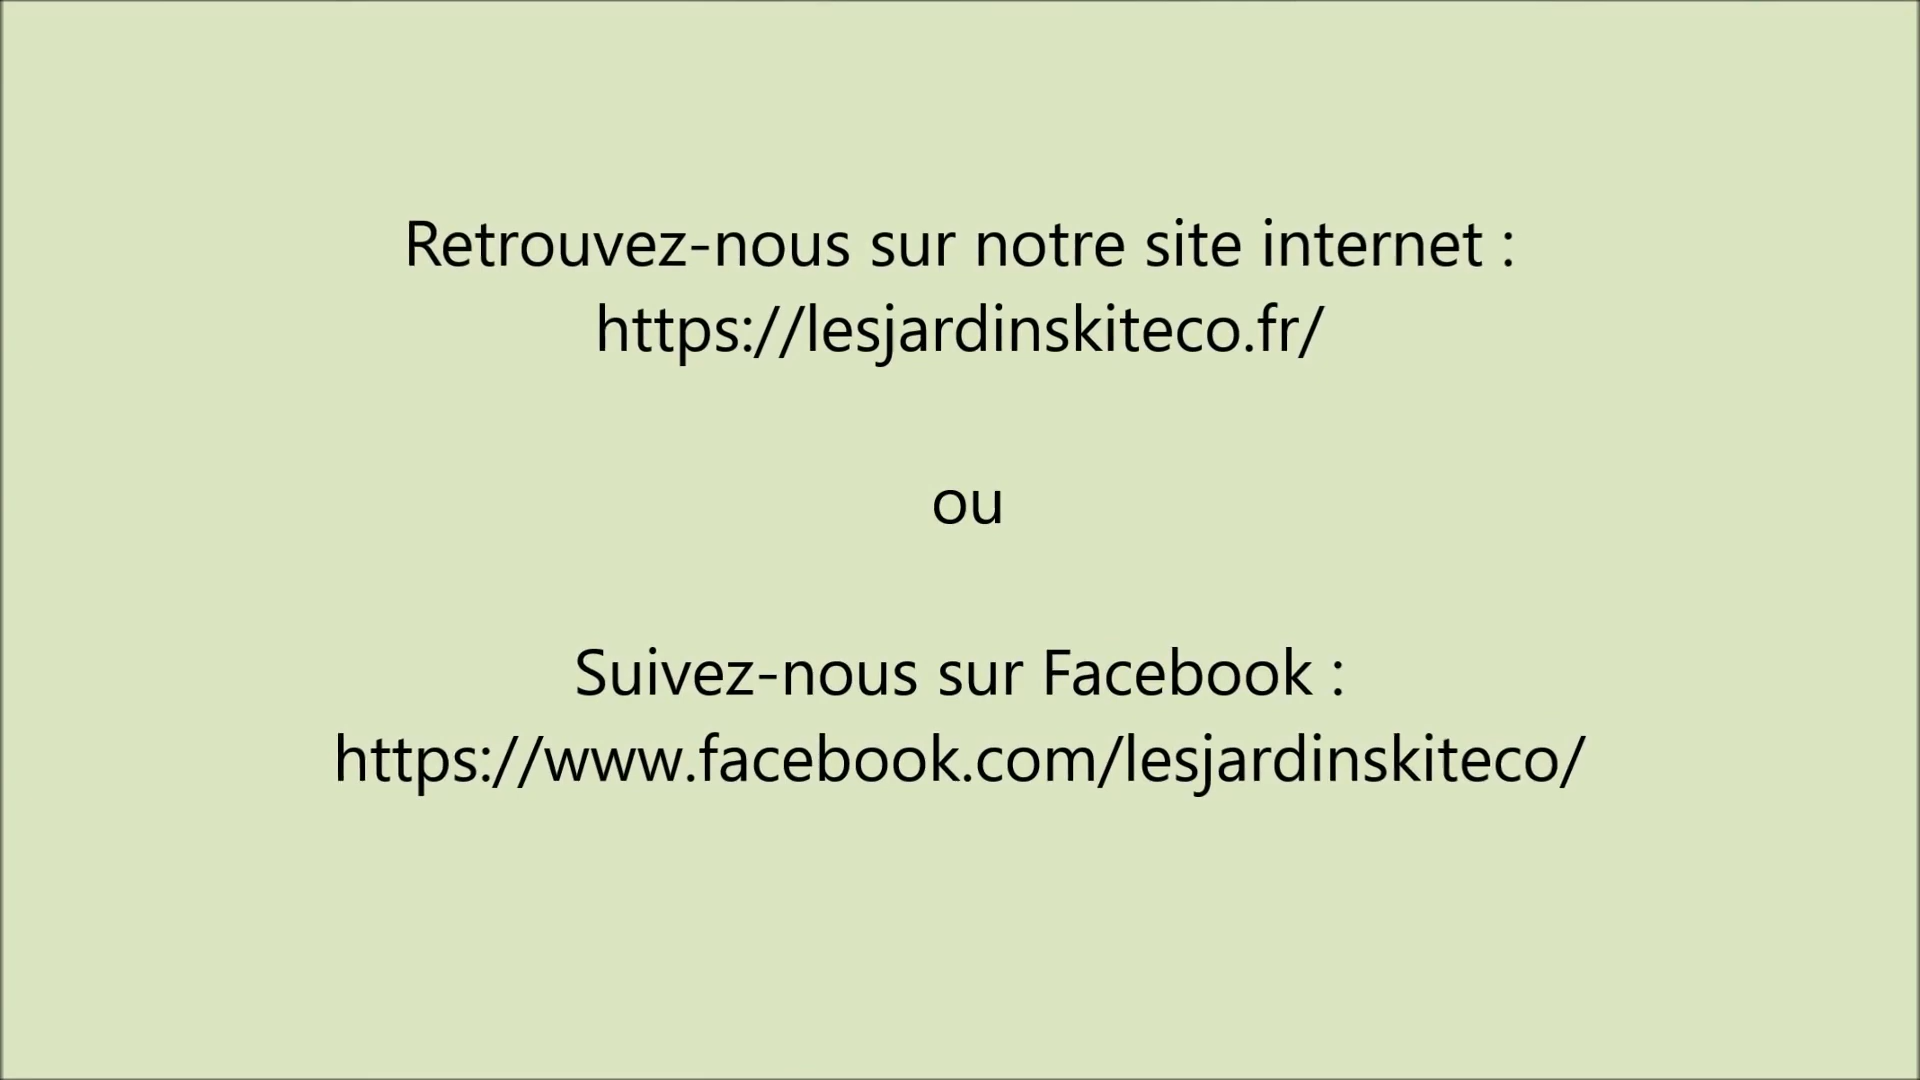 Retrouvez-nous sur notre site internet :
https://lesjardinskiteco.fr/
ou
Suivez-nous sur Facebook :
https://www.facebook.com/lesjardinskiteco/